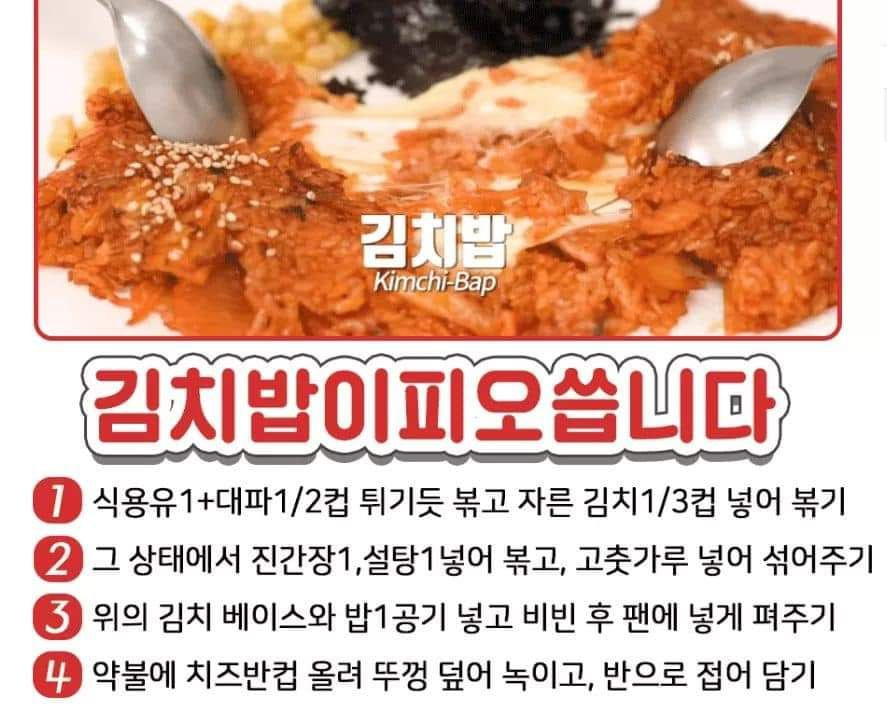 김치밥
Kimchi-Bap
김치밥이피오씁니다
1 식용유1+대파1/2컵 튀기듯 볶고 자른 김치1/3컵 넣어 볶기
2 그 상태에서 진간장1,설탕1넣어 볶고, 고춧가루 넣어 섞어주기
3 위의 김치 베이스와 밥1공기 넣고 비빈 후 팬에 넣게 펴주기
4 약불에 치즈반컵 올려 뚜껑 덮어 녹이고, 반으로 접어 담기